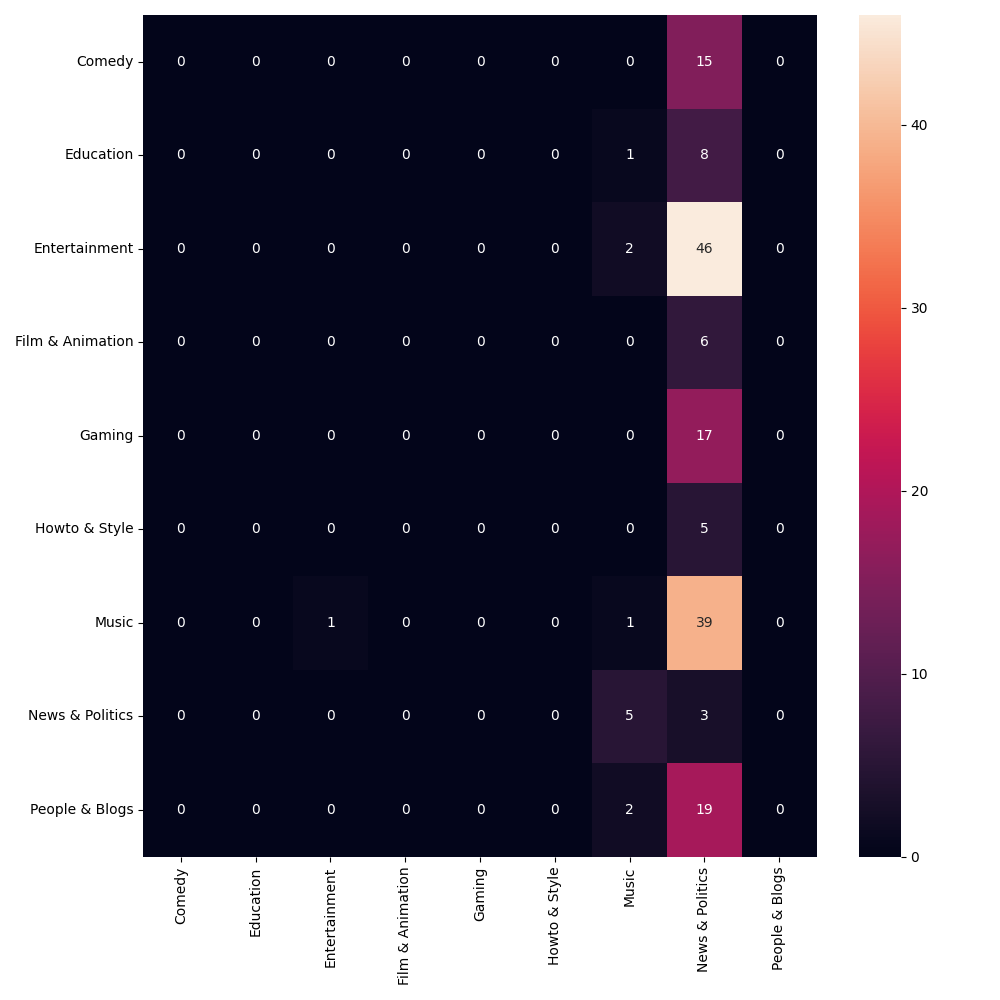 Comedy 0 0 0 0 0 0 0 15 0
Education 0 0 0 0 0 0 1 8 0
40
Entertainment 0 0 0 0 0 0 2 46 0
30
Film & Animation 0 0 0 0 0 0 0 6 0
Gaming 0 0 0 0 0 0 0 17 0
20
Howto & Style 0 0 0 0 0 0 0 5 0
Music 0 0 1 0 0 0 1 39 0
10
News & Politics 0 0 0 0 0 0 5 3 0
People & Blogs 0 0 0 0 0 0 2 19 0
0
Comedy
Education
Entertainment
Film & Animation
Gaming
Howto & Style
Music
News & Politics
People & Blogs